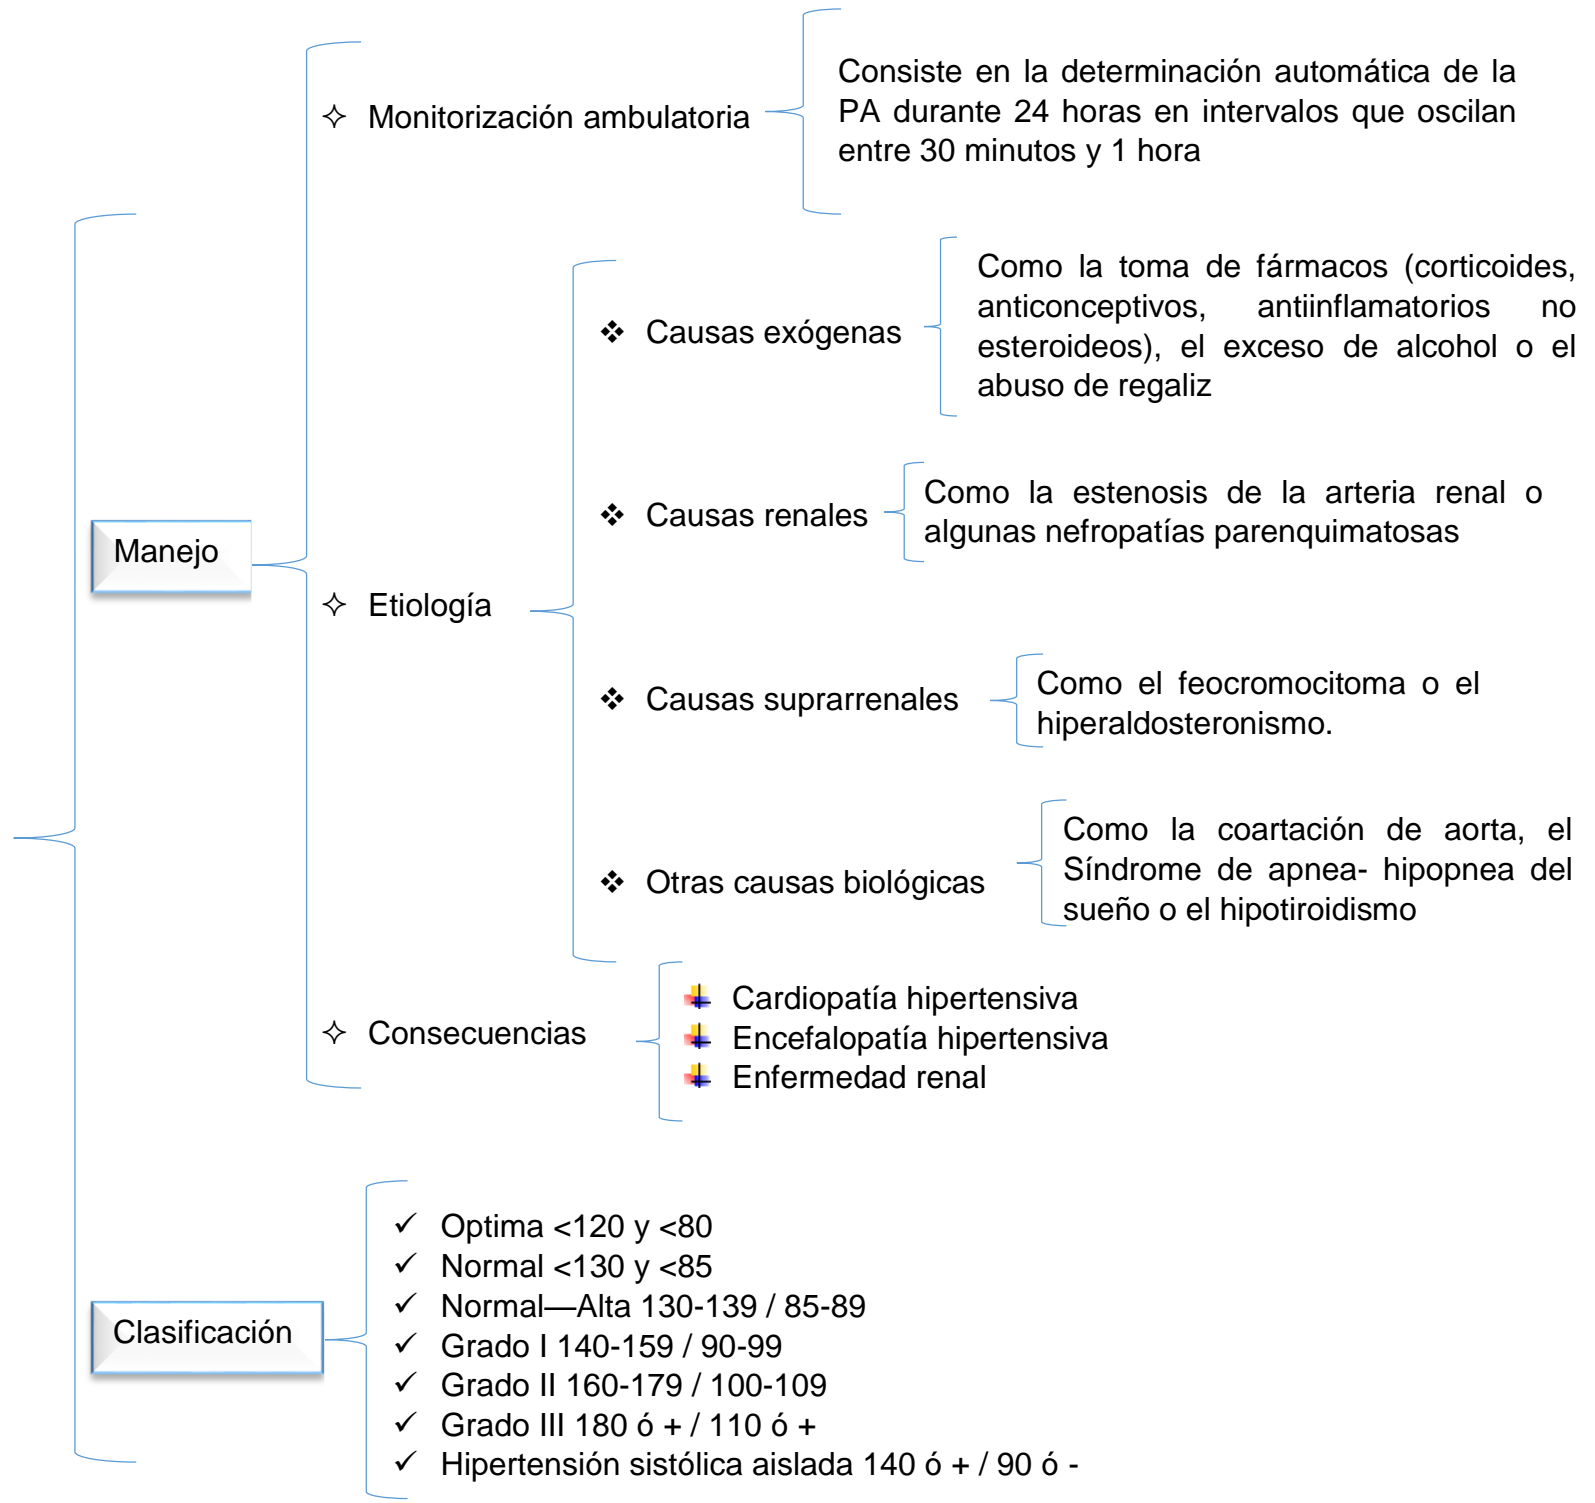 Manejo
Monitorización ambulatoria
Consiste en la determinación automática de la
PA durante 24 horas en intervalos que oscilan
entre 30 minutos y 1 hora
Etiología
Causas exógenas
Como la toma de fármacos (corticoides,
anticonceptivos, antiinflamatorios no
esteroideos), el exceso de alcohol o el
abuso de regaliz
Causas renales
Como la estenosis de la arteria renal o
algunas nefropatías parenquimatosas
Causas suprarrenales
Como el feocromocitoma o el
hiperaldosteronismo.
Otras causas biológicas
Como la coartación de aorta, el
Síndrome de apnea- hipopnea del
sueño o el hipotiroidismo
Consecuencias
Cardiopatía hipertensiva
Encefalopatía hipertensiva
Enfermedad renal
Clasificación
✓ Optima <120 y <80
✓ Normal <130 y <85
✓ Normal—Alta 130-139 / 85-89
✓ Grado I 140-159 / 90-99
✓ Grado II 160-179 / 100-109
✓ Grado III 180 ó + / 110 ó +
✓ Hipertensión sistólica aislada 140 ó + / 90 ó -